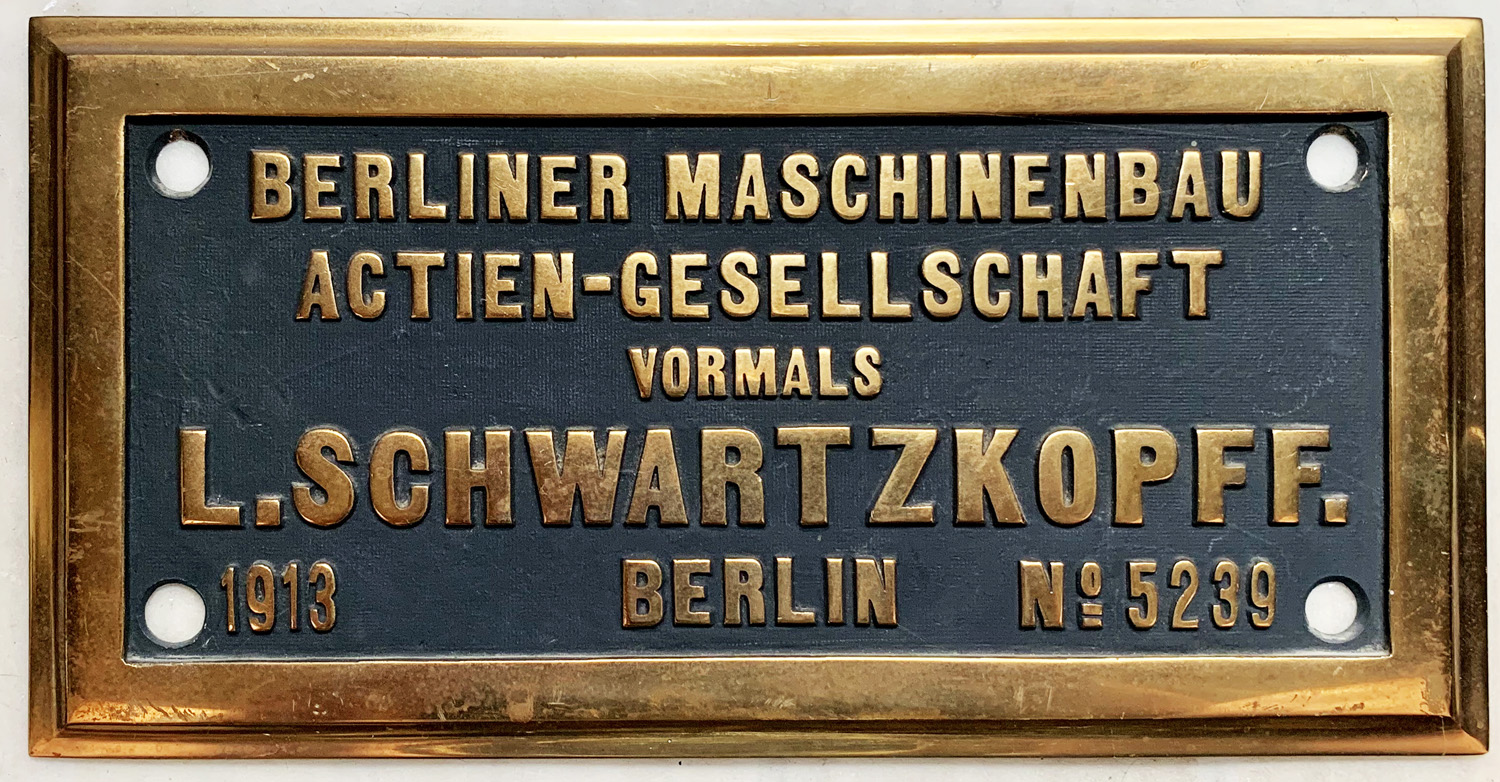 BERLINER MASCHINENBAU
ACTIEN-GESELLSCHAFT
VORMALS
L.SCHWARTZKOPFF.
1913 BERLIN Nº 5239